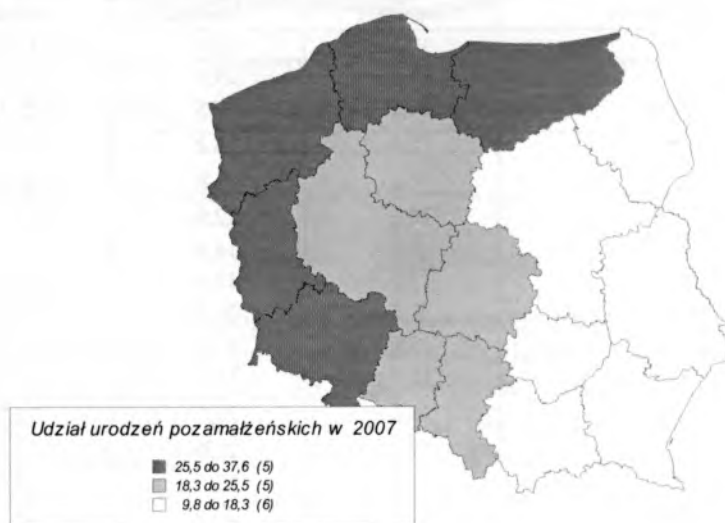 Udział urodzeń pozamałżeńskich w 2007
25,5 do 37,6 (5)
18,3 do 25,5 (5)
9,8 do 18,3 (6)